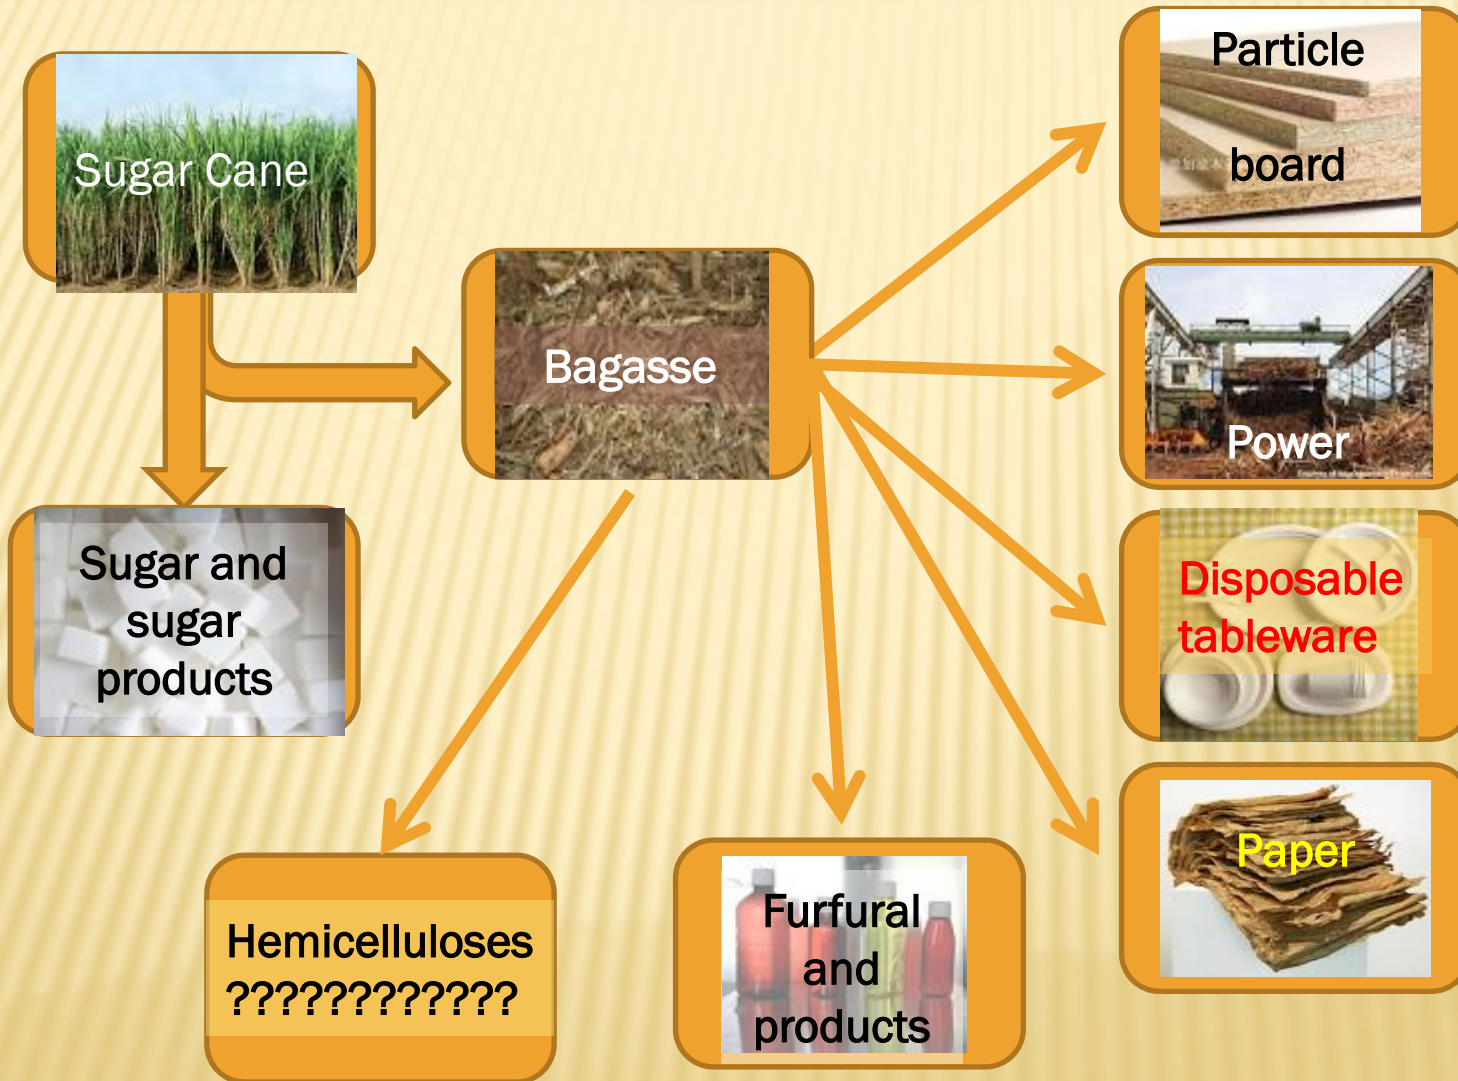 Sugar Cane
Bagasse
Sugar and
sugar
products
Particle
board
Power
Disposable
tableware
Paper
Furfural
and
products
Hemicelluloses
????????????